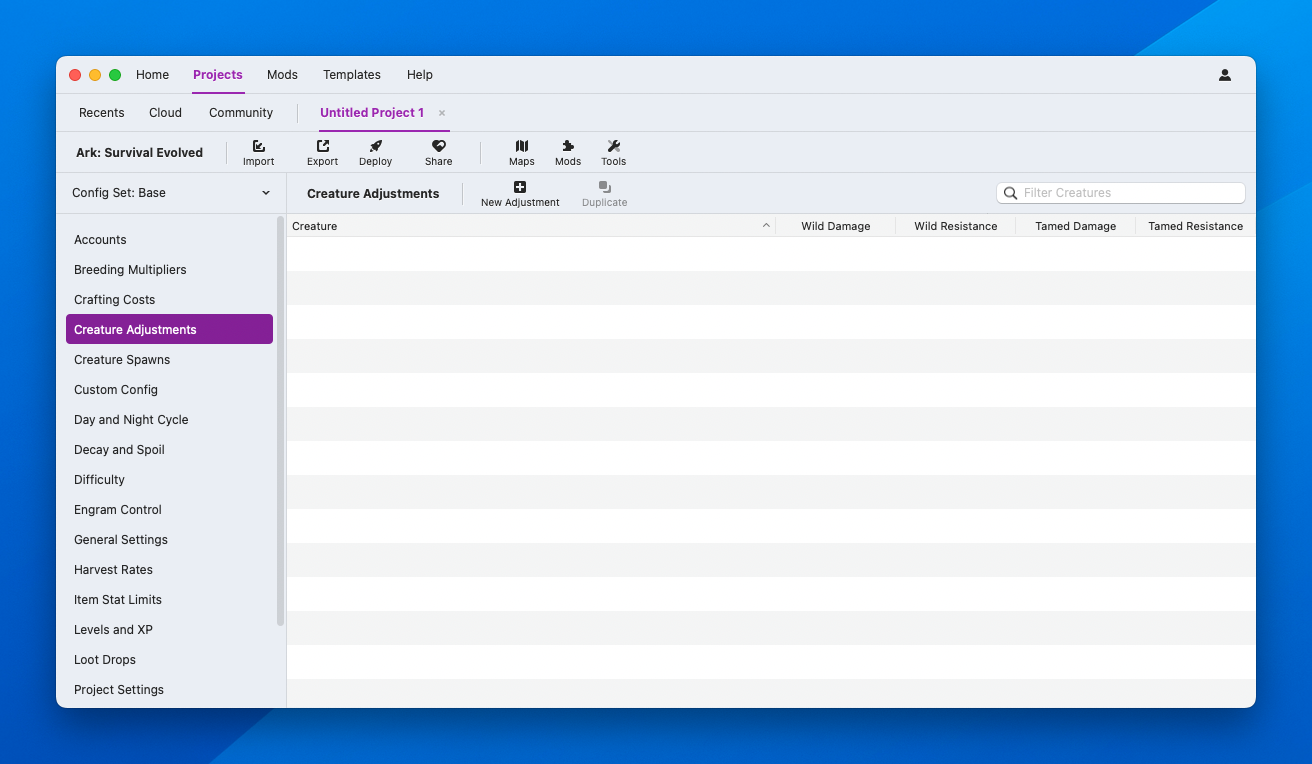 Home Projects Mods Templates Help
Recents Cloud Community Untitled Project 1 ×
Ark: Survival Evolved Import Export Deploy Share Maps Mods Tools
Config Set: Base Creature Adjustments New Adjustment Duplicate Filter Creatures
Creature Wild Damage Wild Resistance Tamed Damage Tamed Resistance
Accounts
Breeding Multipliers
Crafting Costs
Creature Adjustments
Creature Spawns
Custom Config
Day and Night Cycle
Decay and Spoil
Difficulty
Engram Control
General Settings
Harvest Rates
Item Stat Limits
Levels and XP
Loot Drops
Project Settings